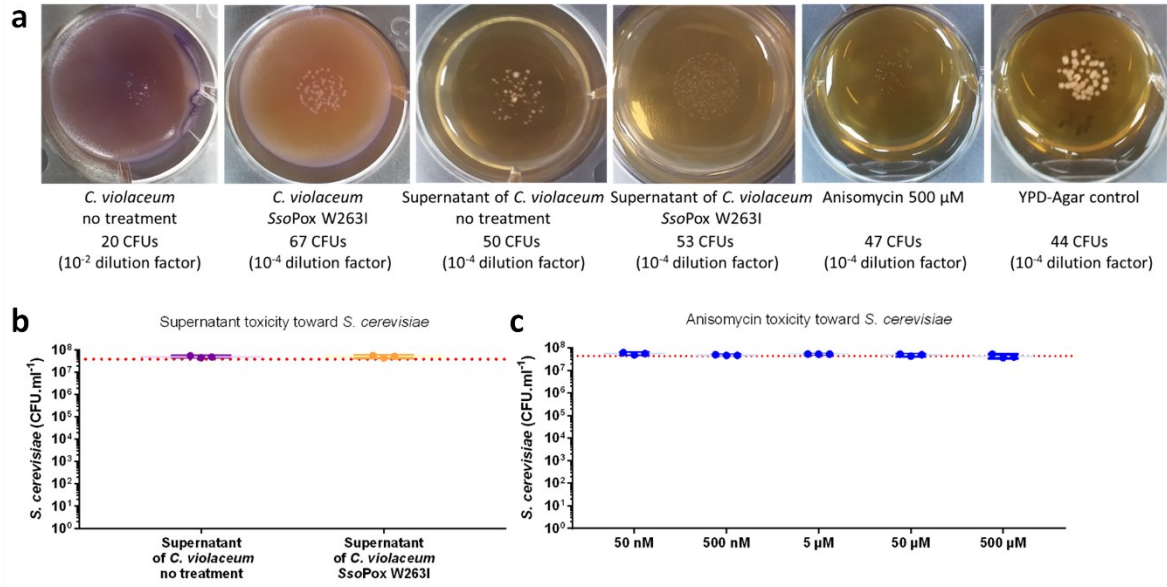 a
C. violaceum
no treatment
20 CFUs
(10⁻² dilution factor)
C. violaceum
SsoPox W263I
67 CFUs
(10⁻⁴ dilution factor)
Supernatant of C. violaceum
no treatment
50 CFUs
(10⁻⁴ dilution factor)
Supernatant of C. violaceum
SsoPox W263I
53 CFUs
(10⁻⁴ dilution factor)
Anisomycin 500 µM
47 CFUs
(10⁻⁴ dilution factor)
YPD-Agar control
44 CFUs
(10⁻⁴ dilution factor)
b
Supernatant toxicity toward S. cerevisiae
S. cerevisiae (CFU.ml⁻¹)
10⁸
10⁷
10⁶
10⁵
10⁴
10³
10²
10¹
10⁰
Supernatant
of C. violaceum
no treatment
Supernatant
of C. violaceum
SsoPox W263I
c
Anisomycin toxicity toward S. cerevisiae
S. cerevisiae (CFU.ml⁻¹)
10⁸
10⁷
10⁶
10⁵
10⁴
10³
10²
10¹
10⁰
50 nM
500 nM
5 µM
50 µM
500 µM